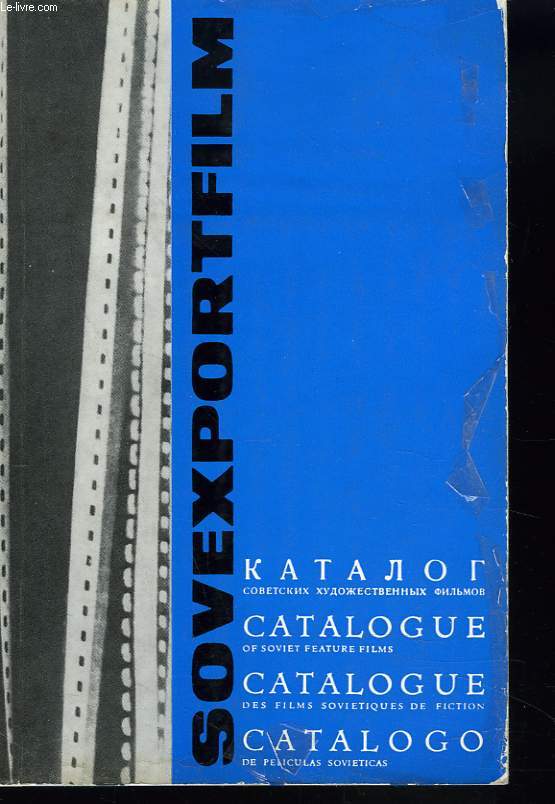 Le-livre.com
SOVEXPORTFILM
КАТАЛОГ
СОВЕТСКИХ ХУДОЖЕСТВЕННЫХ ФИЛЬМОВ
CATALOGUE
OF SOVIET FEATURE FILMS
CATALOGUE
DES FILMS SOVIETIQUES DE FICTION
CATALOGO
DE PELICULAS SOVIETICAS